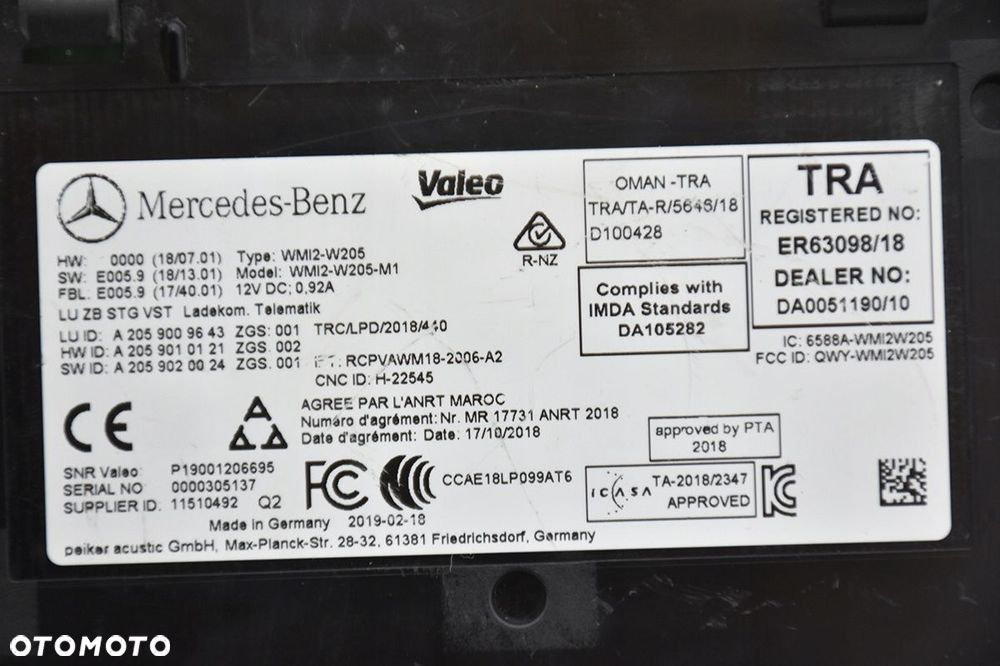 Mercedes-Benz
Valeo
R-NZ
OMAN -TRA
TRA/TA-R/5646/18
D100428
TRA
REGISTERED NO:
ER63098/18
DEALER NO:
DA0051190/10
Complies with
IMDA Standards
DA105282
HW: 0000 (18/07.01) Type: WMI2-W205
SW: E005.9 (18/13.01) Model: WMI2-W205-M1
FBL: E005.9 (17/40.01) 12V DC; 0,92A
LU ZB STG VST Ladekom. Telematik
LU ID: A 205 900 96 43 ZGS: 001 TRC/LPD/2018/440
HW ID: A 205 901 01 21 ZGS: 002
SW ID: A 205 902 00 24 ZGS: 001 IFT: RCPVAWM18-2006-A2
CNC ID: H-22545
IC: 6588A-WMI2W205
FCC ID: QWY-WMI2W205
CE
AGREE PAR L'ANRT MAROC
Numéro d'agrément: Nr. MR 17731 ANRT 2018
Date d'agrément: Date: 17/10/2018
approved by PTA
2018
SNR Valeo: P19001206695
SERIAL NO 0000305137
SUPPLIER ID: 11510492 Q2
FC
CCAE18LP099AT6
ICASA TA-2018/2347
APPROVED
Made in Germany 2019-02-18
peiker acustic GmbH, Max-Planck-Str. 28-32, 61381 Friedrichsdorf, Germany
OTOMOTO